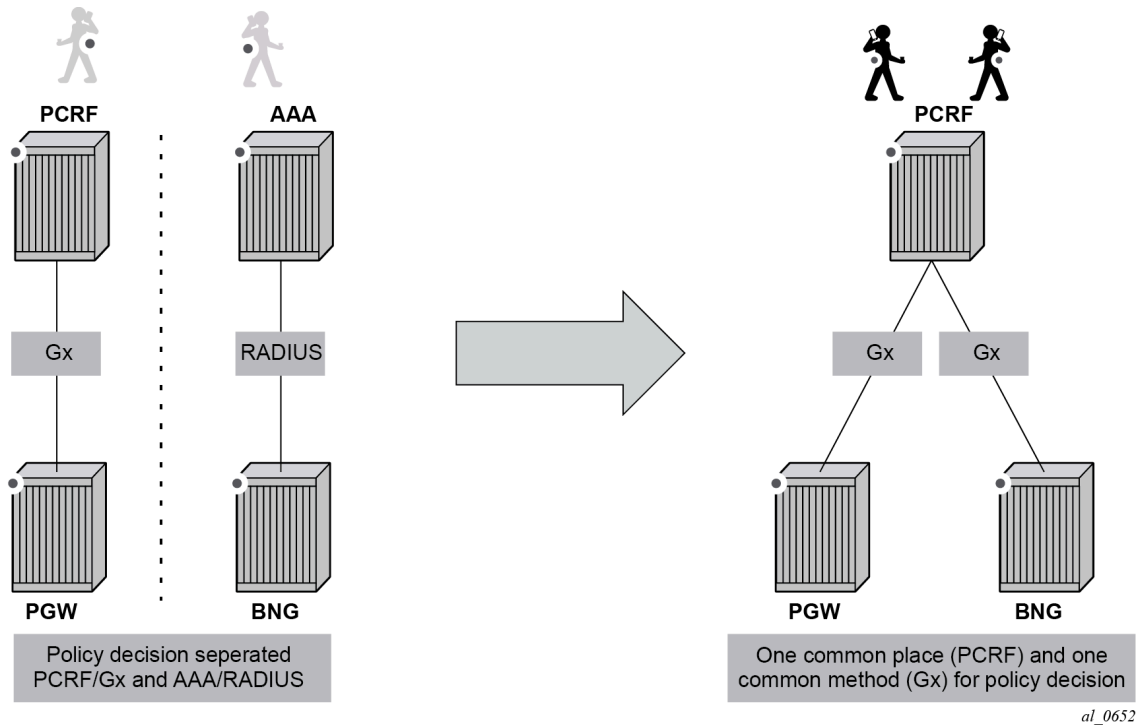 PCRF
AAA
PCRF
Gx
RADIUS
Gx
Gx
PGW
BNG
PGW
BNG
Policy decision seperated
PCRF/Gx and AAA/RADIUS
One common place (PCRF) and one
common method (Gx) for policy decision
al_0652